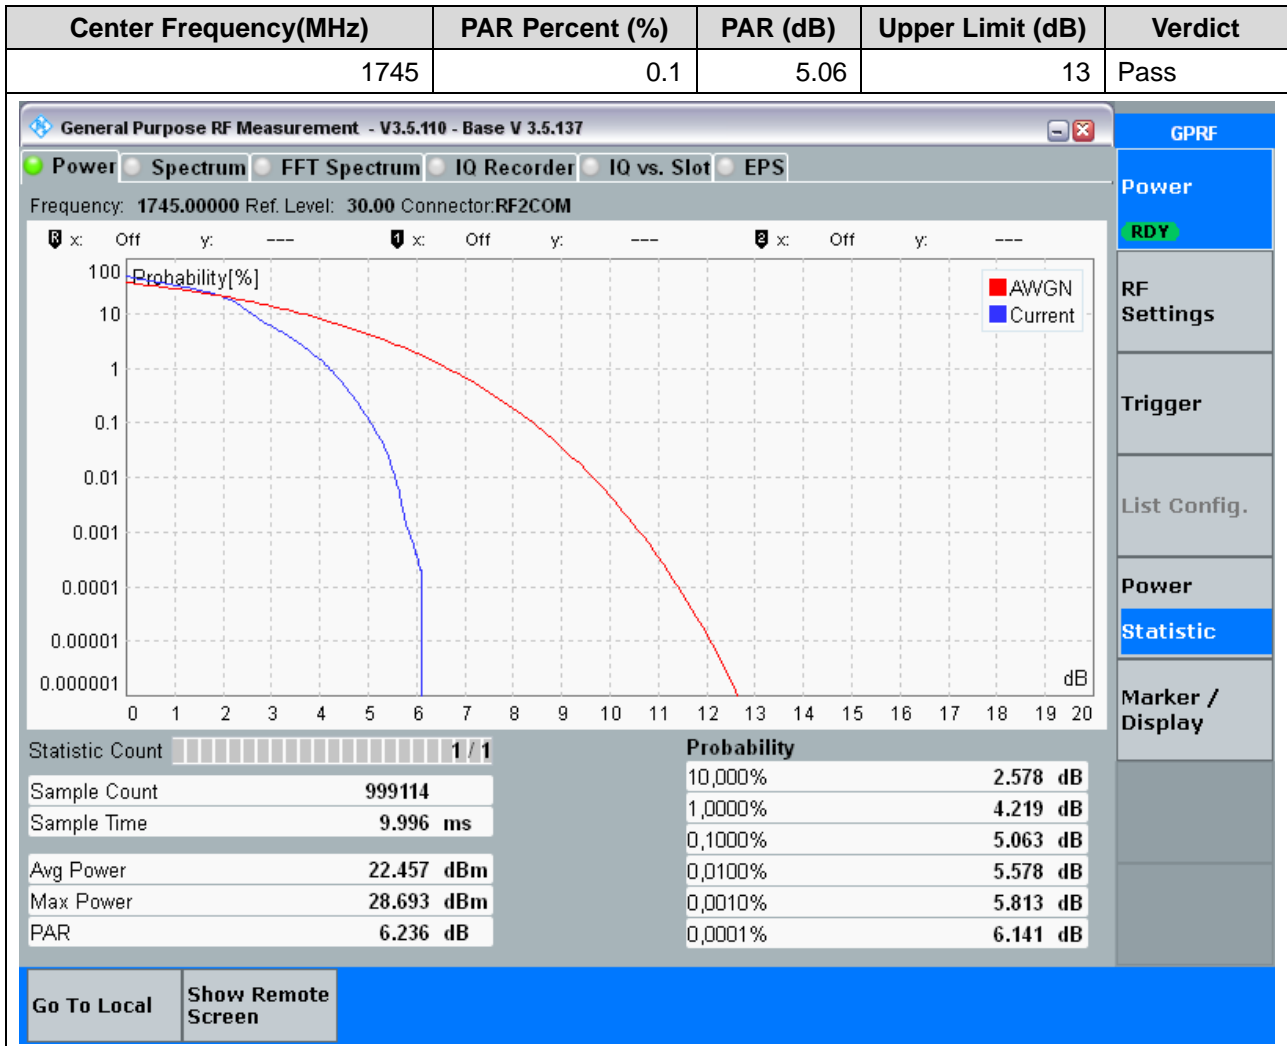 Center Frequency(MHz) PAR Percent (%) PAR (dB) Upper Limit (dB) Verdict
1745 0.1 5.06 13 Pass
General Purpose RF Measurement - V3.5.110 - Base V 3.5.137
GPRF
Power Spectrum FFT Spectrum IQ Recorder IQ vs. Slot EPS
Frequency: 1745.00000 Ref. Level: 30.00 Connector:RF2COM
R x: Off y: --- 1 x: Off y: --- 2 x: Off y: ---
Probability[%]
AWGN
Current
100
10
1
0.1
0.01
0.001
0.0001
0.00001
0.000001
dB
0 1 2 3 4 5 6 7 8 9 10 11 12 13 14 15 16 17 18 19 20
Statistic Count 1 / 1
Sample Count 999114
Sample Time 9.996 ms
Avg Power 22.457 dBm
Max Power 28.693 dBm
PAR 6.236 dB
Probability
10,000% 2.578 dB
1,0000% 4.219 dB
0,1000% 5.063 dB
0,0100% 5.578 dB
0,0010% 5.813 dB
0,0001% 6.141 dB
Power
RDY
RF
Settings
Trigger
List Config.
Power
Statistic
Marker /
Display
Go To Local
Show Remote
Screen